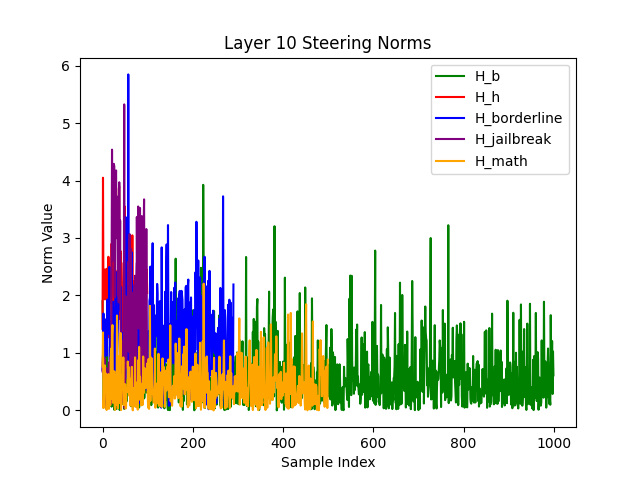 Layer 10 Steering Norms
H_b
H_h
H_borderline
H_jailbreak
H_math
Norm Value
6
5
4
3
2
1
0
0 200 400 600 800 1000
Sample Index